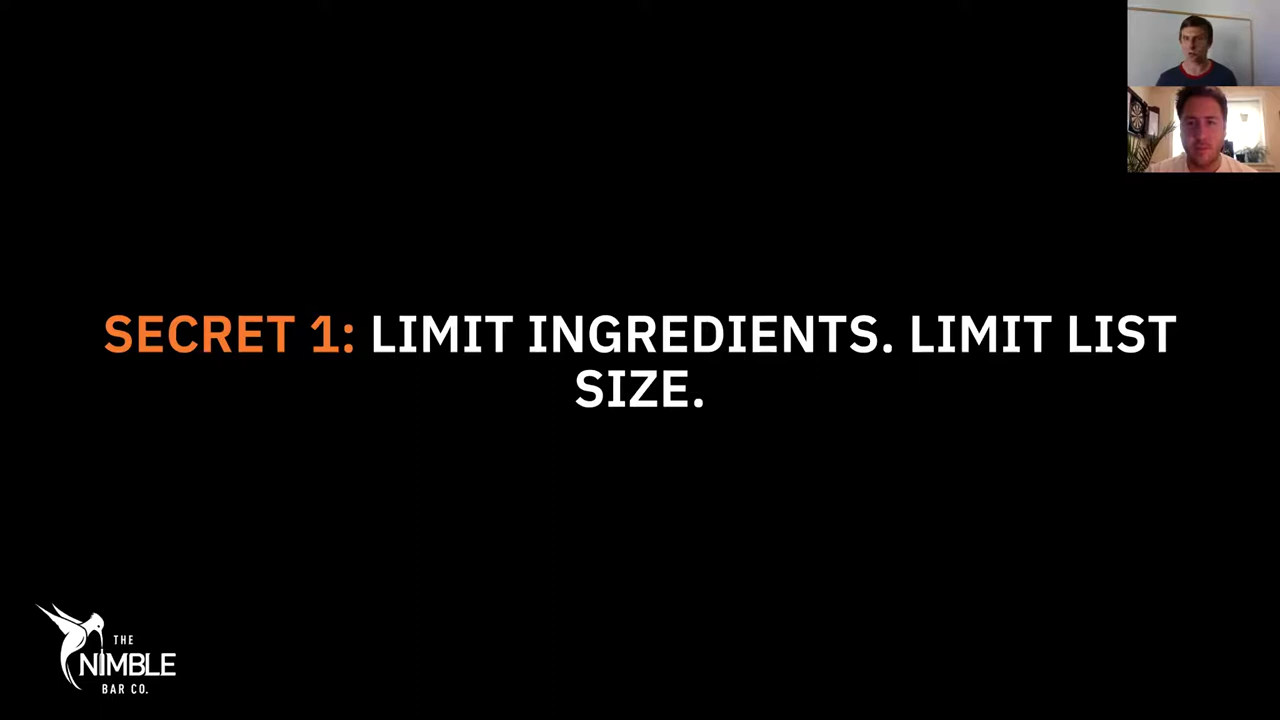 SECRET 1: LIMIT INGREDIENTS. LIMIT LIST
SIZE.
THE
NIMBLE
BAR CO.